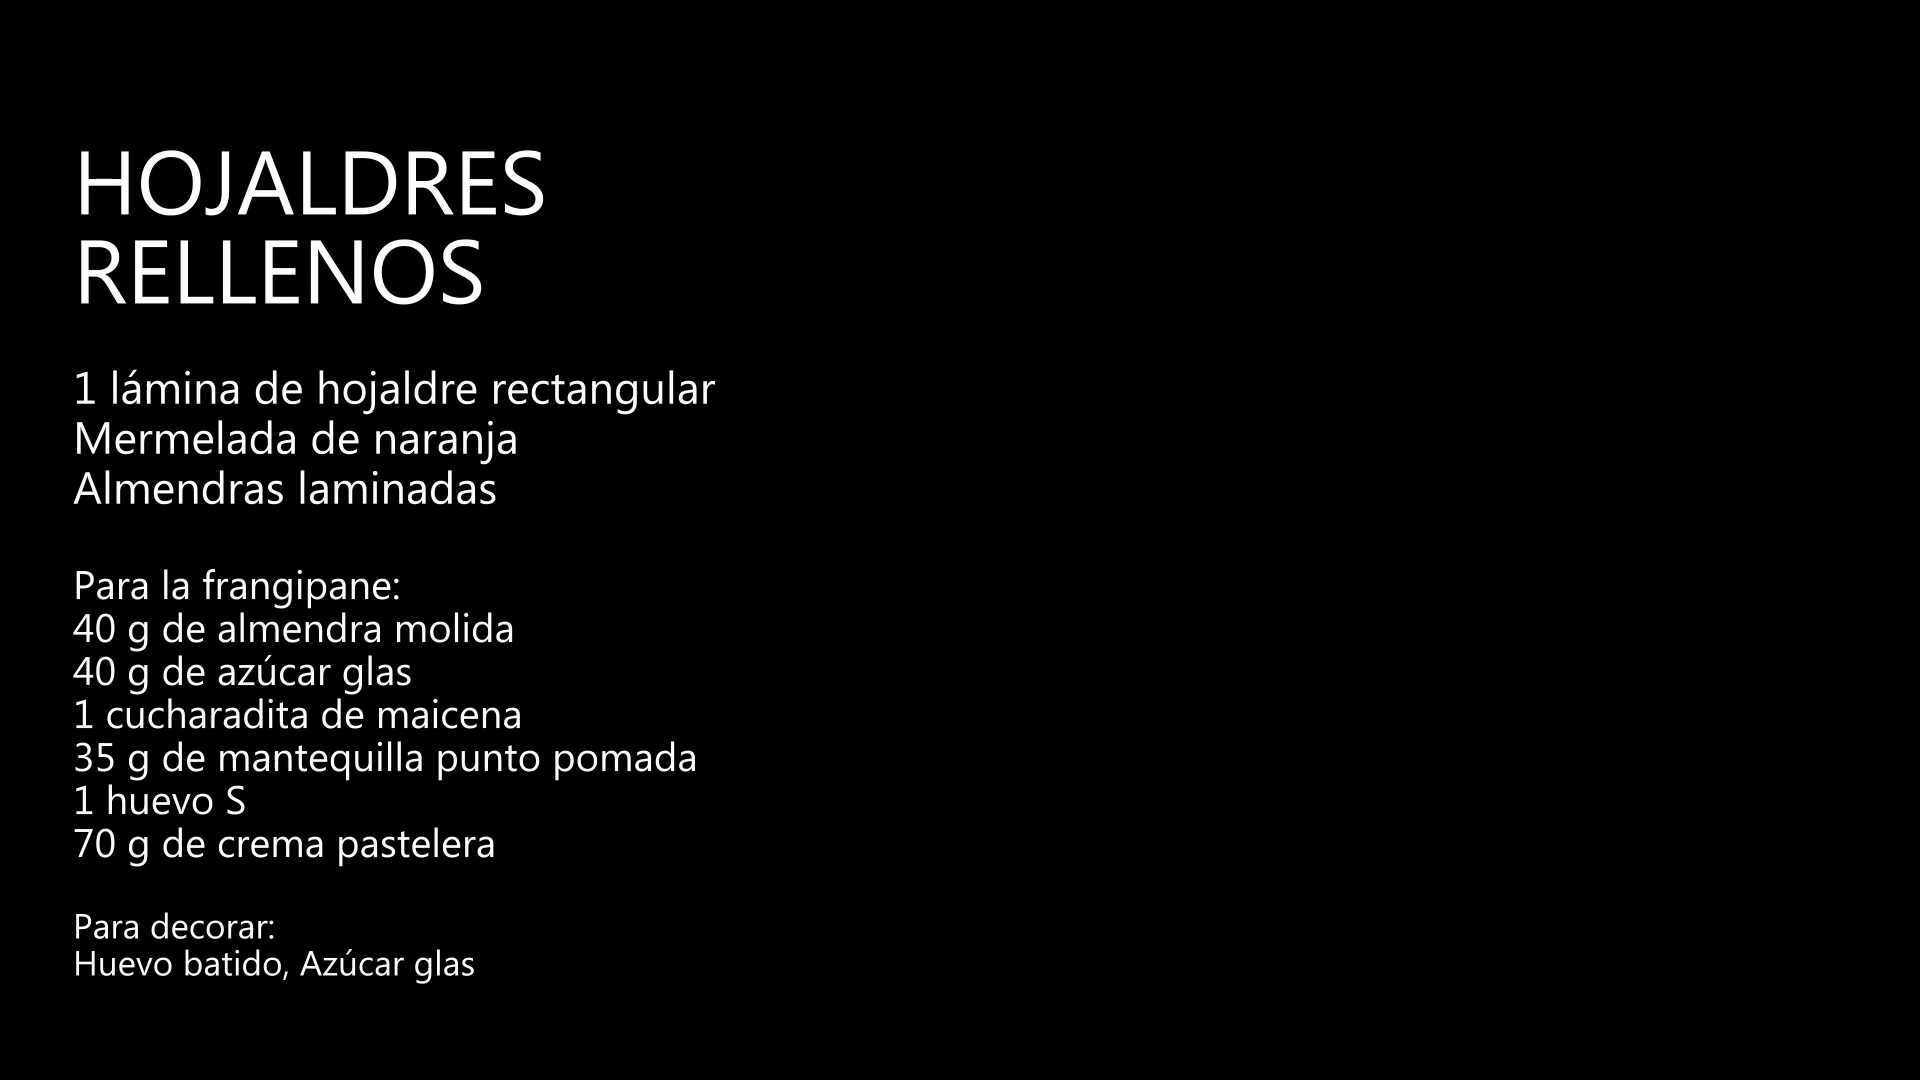 HOJALDRES
RELLENOS
1 lámina de hojaldre rectangular
Mermelada de naranja
Almendras laminadas
Para la frangipane:
40 g de almendra molida
40 g de azúcar glas
1 cucharadita de maicena
35 g de mantequilla punto pomada
1 huevo S
70 g de crema pastelera
Para decorar:
Huevo batido, Azúcar glas